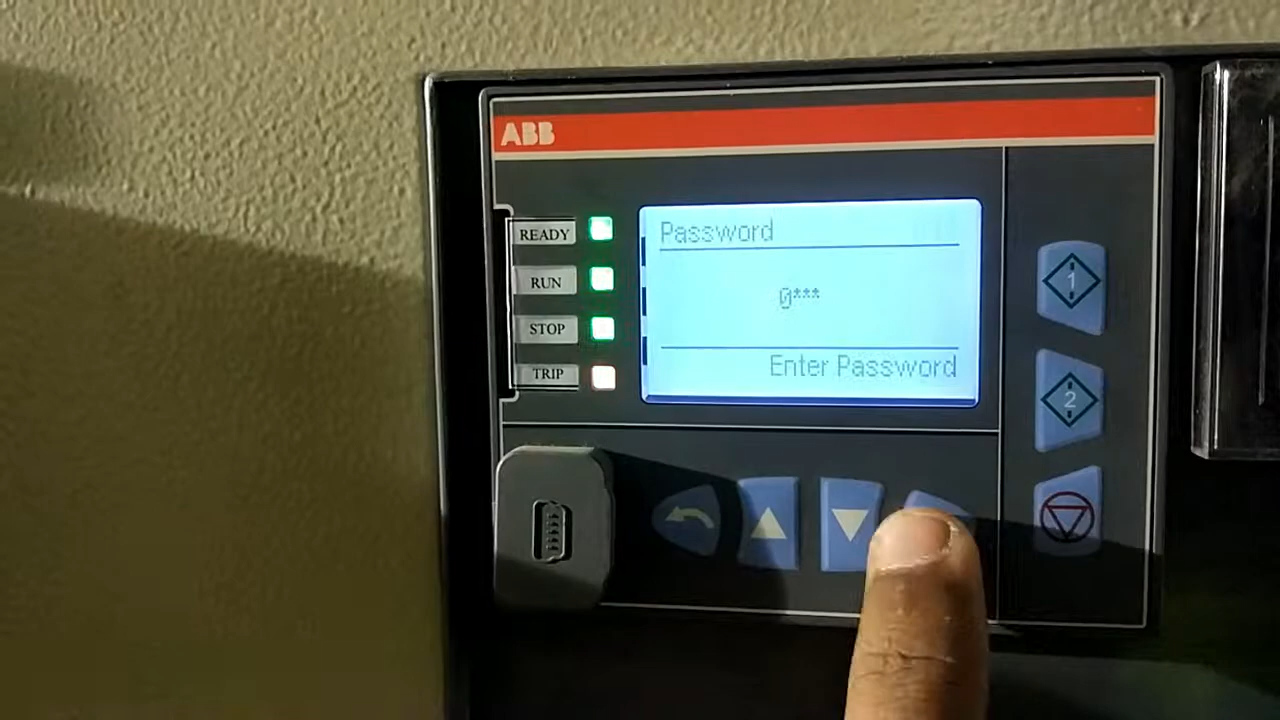 ABB
READY
RUN
STOP
TRIP
Password
0***
Enter Password
1
2